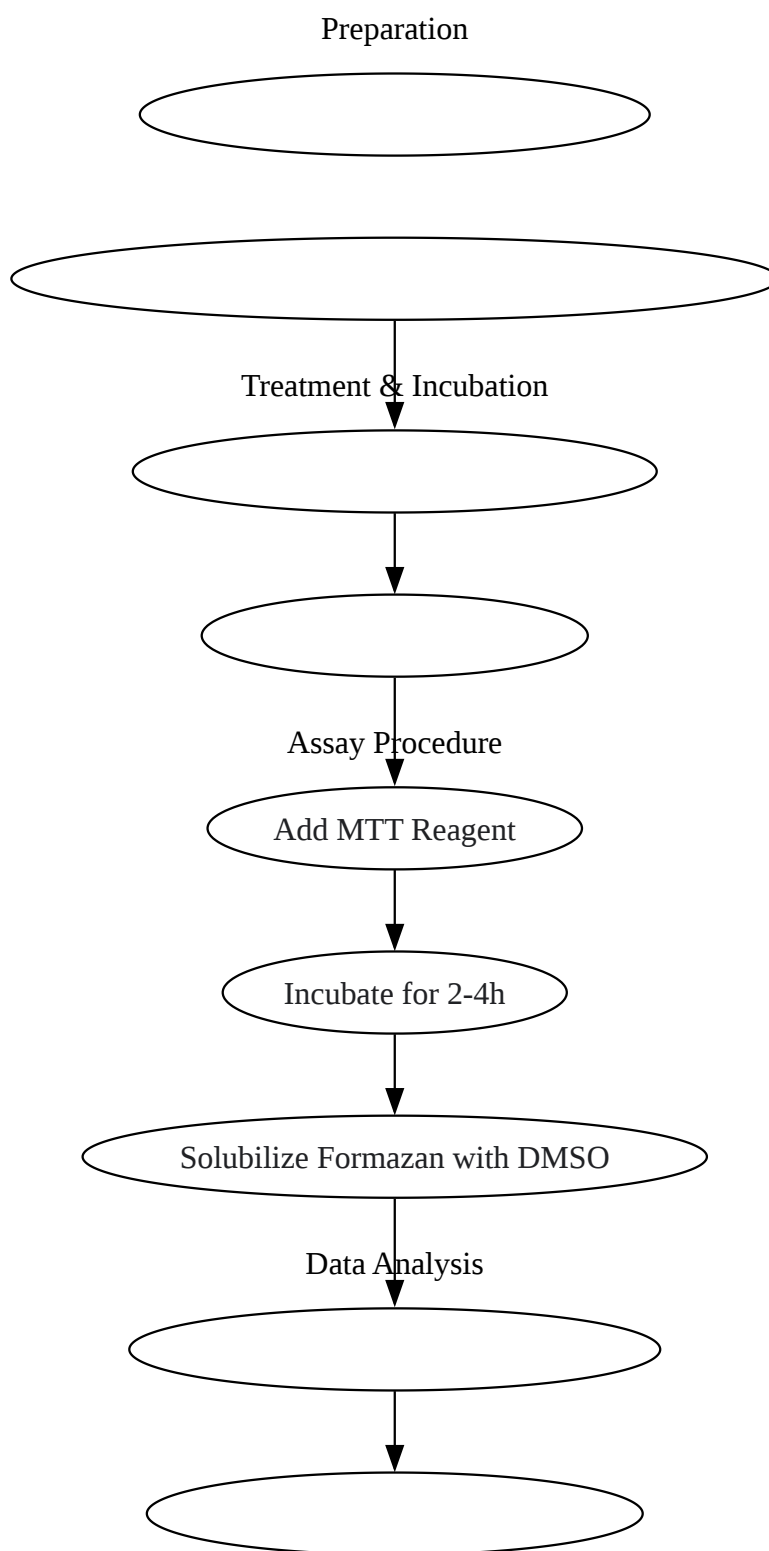 Preparation
Treatment & Incubation
Assay Procedure
Add MTT Reagent
Incubate for 2-4h
Solubilize Formazan with DMSO
Data Analysis